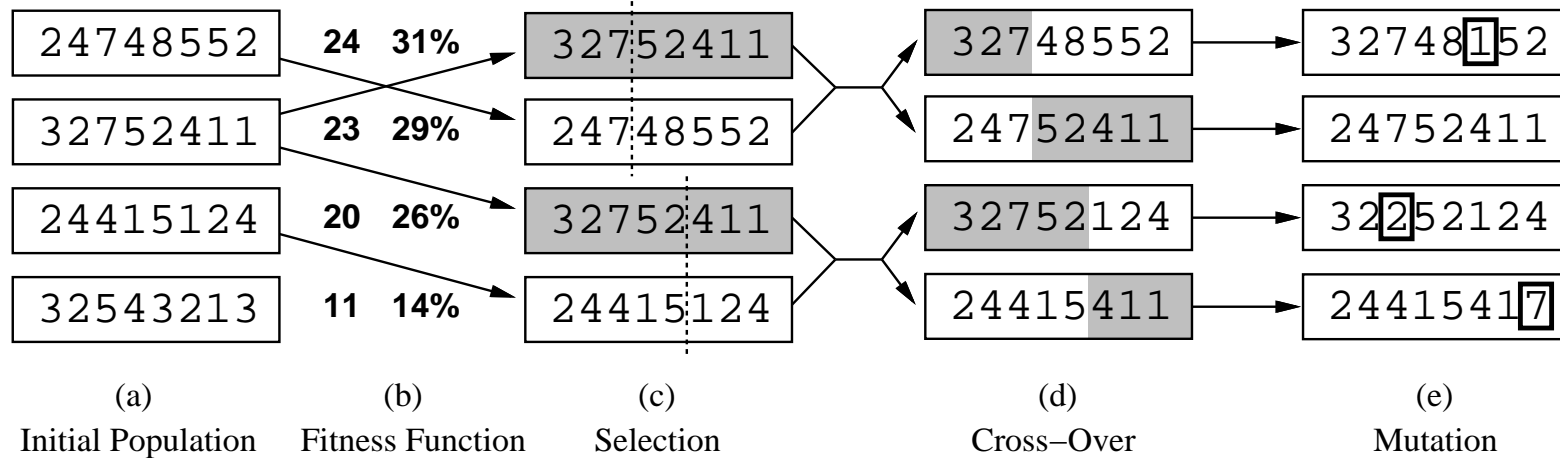 24748552 24 31% 32752411 32748552 32748152
32752411 23 29% 24748552 24752411 24752411
24415124 20 26% 32752411 32752124 32252124
32543213 11 14% 24415124 24415411 24415417
(a) (b) (c) (d) (e)
Initial Population Fitness Function Selection Cross−Over Mutation